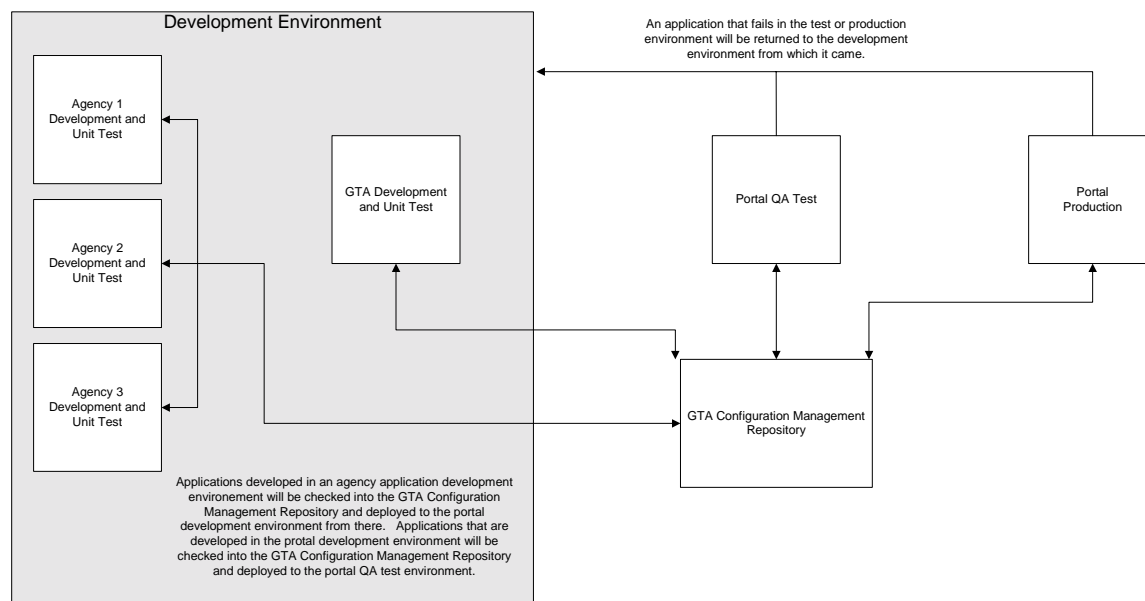 Development Environment
An application that fails in the test or production
environment will be returned to the development
environment from which it came.
Agency 1
Development and
Unit Test
GTA Development
and Unit Test
Portal QA Test
Portal
Production
Agency 2
Development and
Unit Test
Agency 3
Development and
Unit Test
GTA Configuration Management
Repository
Applications developed in an agency application development
environement will be checked into the GTA Configuration
Management Repository and deployed to the portal
development environment from there.   Applications that are
developed in the protal development environment will be
checked into the GTA Configuration Management Repository
and deployed to the portal QA test environment.